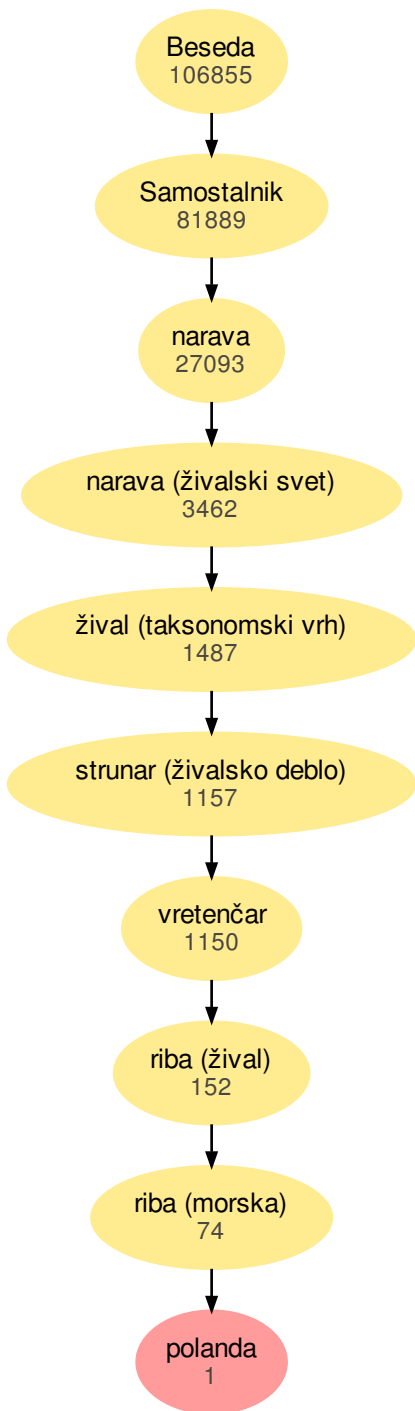 Beseda
106855
Samostalnik
81889
narava
27093
narava (živalski svet)
3462
žival (taksonomski vrh)
1487
strunar (živalsko deblo)
1157
vretenčar
1150
riba (žival)
152
riba (morska)
74
polanda
1